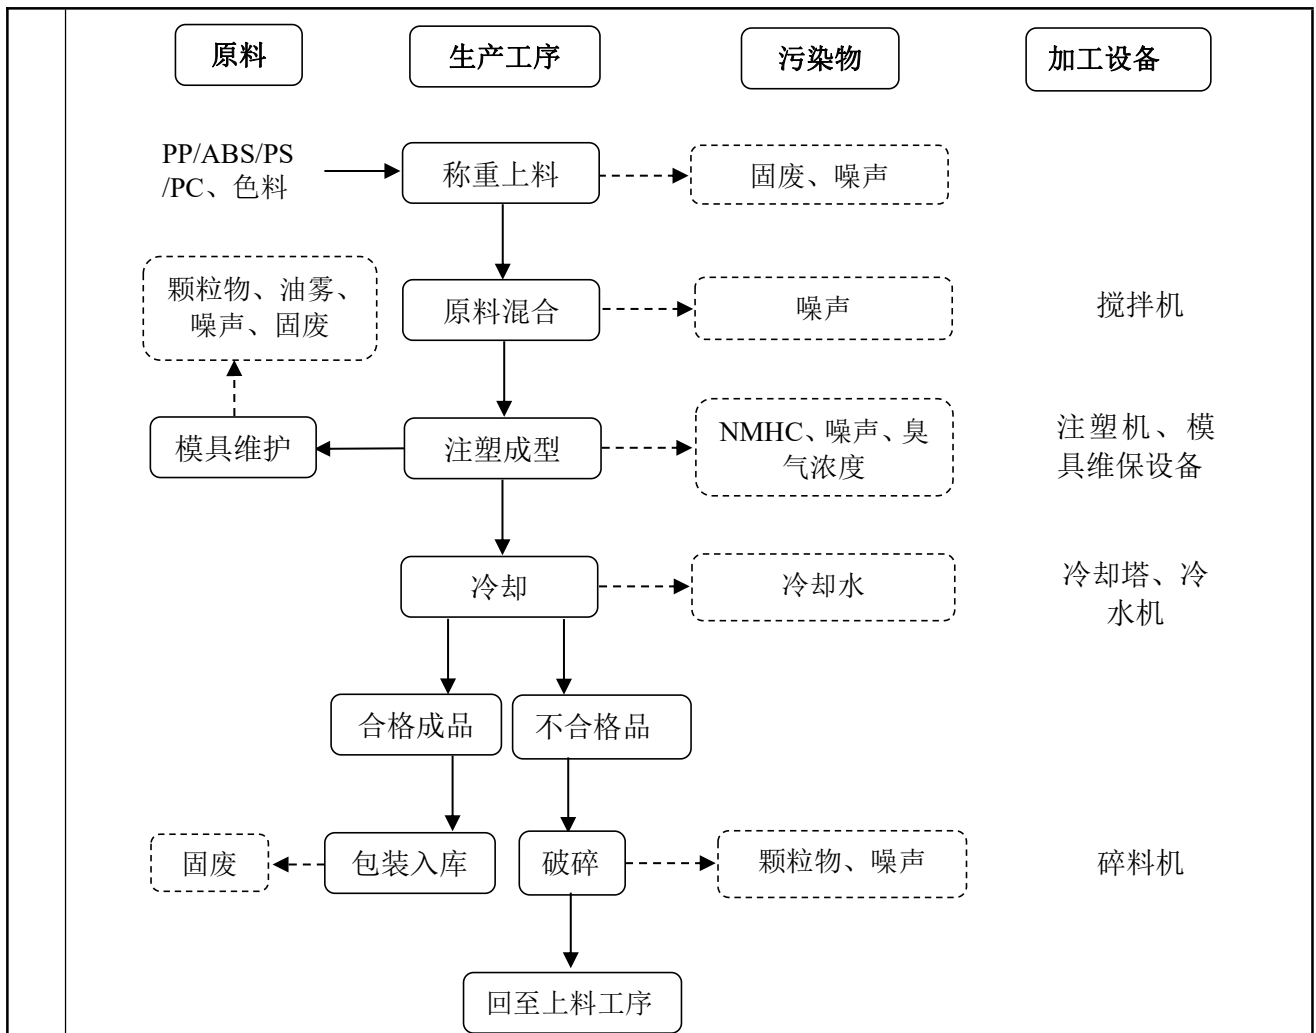 原料
生产工序
污染物
加工设备
PP/ABS/PS
/PC、色料
称重上料
固废、噪声
颗粒物、油雾、
噪声、固废
原料混合
噪声
搅拌机
模具维护
注塑成型
NMHC、噪声、臭
气浓度
注塑机、模
具维保设备
冷却
冷却水
冷却塔、冷
水机
合格成品
不合格品
固废
包装入库
破碎
颗粒物、噪声
碎料机
回至上料工序